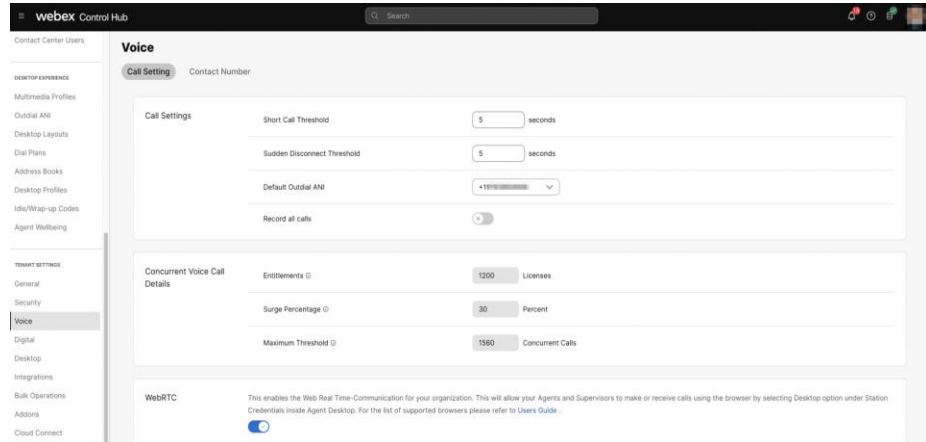 webex Control Hub
Search
Contact Center Users
DESKTOP EXPERIENCE
Multimedia Profiles
Outdial ANI
Desktop Layouts
Dial Plans
Address Books
Desktop Profiles
Idle/Wrap-up Codes
Agent Wellbeing
TENANT SETTINGS
General
Security
Voice
Digital
Desktop
Integrations
Bulk Operations
Addons
Cloud Connect
Voice
Call Setting Contact Number
Call Settings
Short Call Threshold 5 seconds
Sudden Disconnect Threshold 5 seconds
Default Outdial ANI
Record all calls
Concurrent Voice Call
Details
Entitlements 1200 Licenses
Surge Percentage 30 Percent
Maximum Threshold 1560 Concurrent Calls
WebRTC
This enables the Web Real Time-Communication for your organization. This will allow your Agents and Supervisors to make or receive calls using the browser by selecting Desktop option under Station
Credentials inside Agent Desktop. For the list of supported browsers please refer to Users Guide .